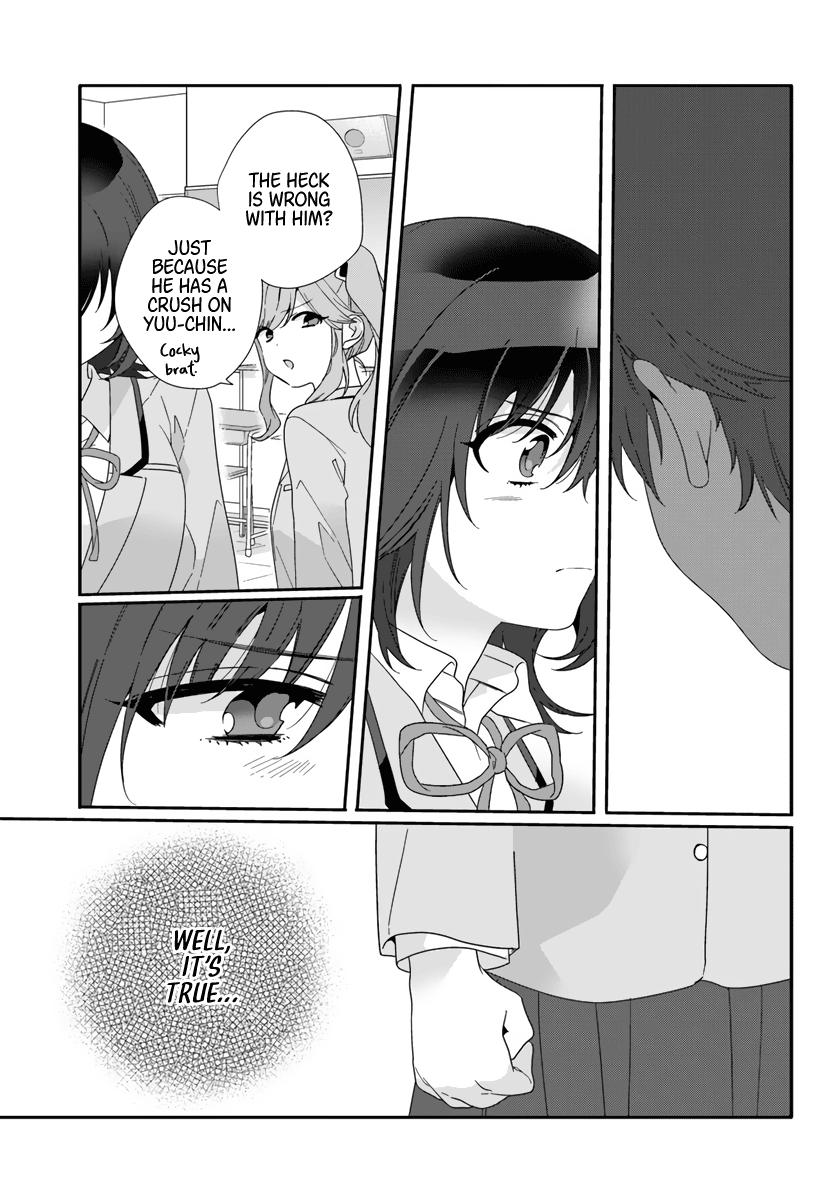 THE HECK
IS WRONG
WITH HIM?
JUST
BECAUSE
HE HAS A
CRUSH ON
YUU-CHIN...
Cocky
brat.
WELL,
IT'S
TRUE...